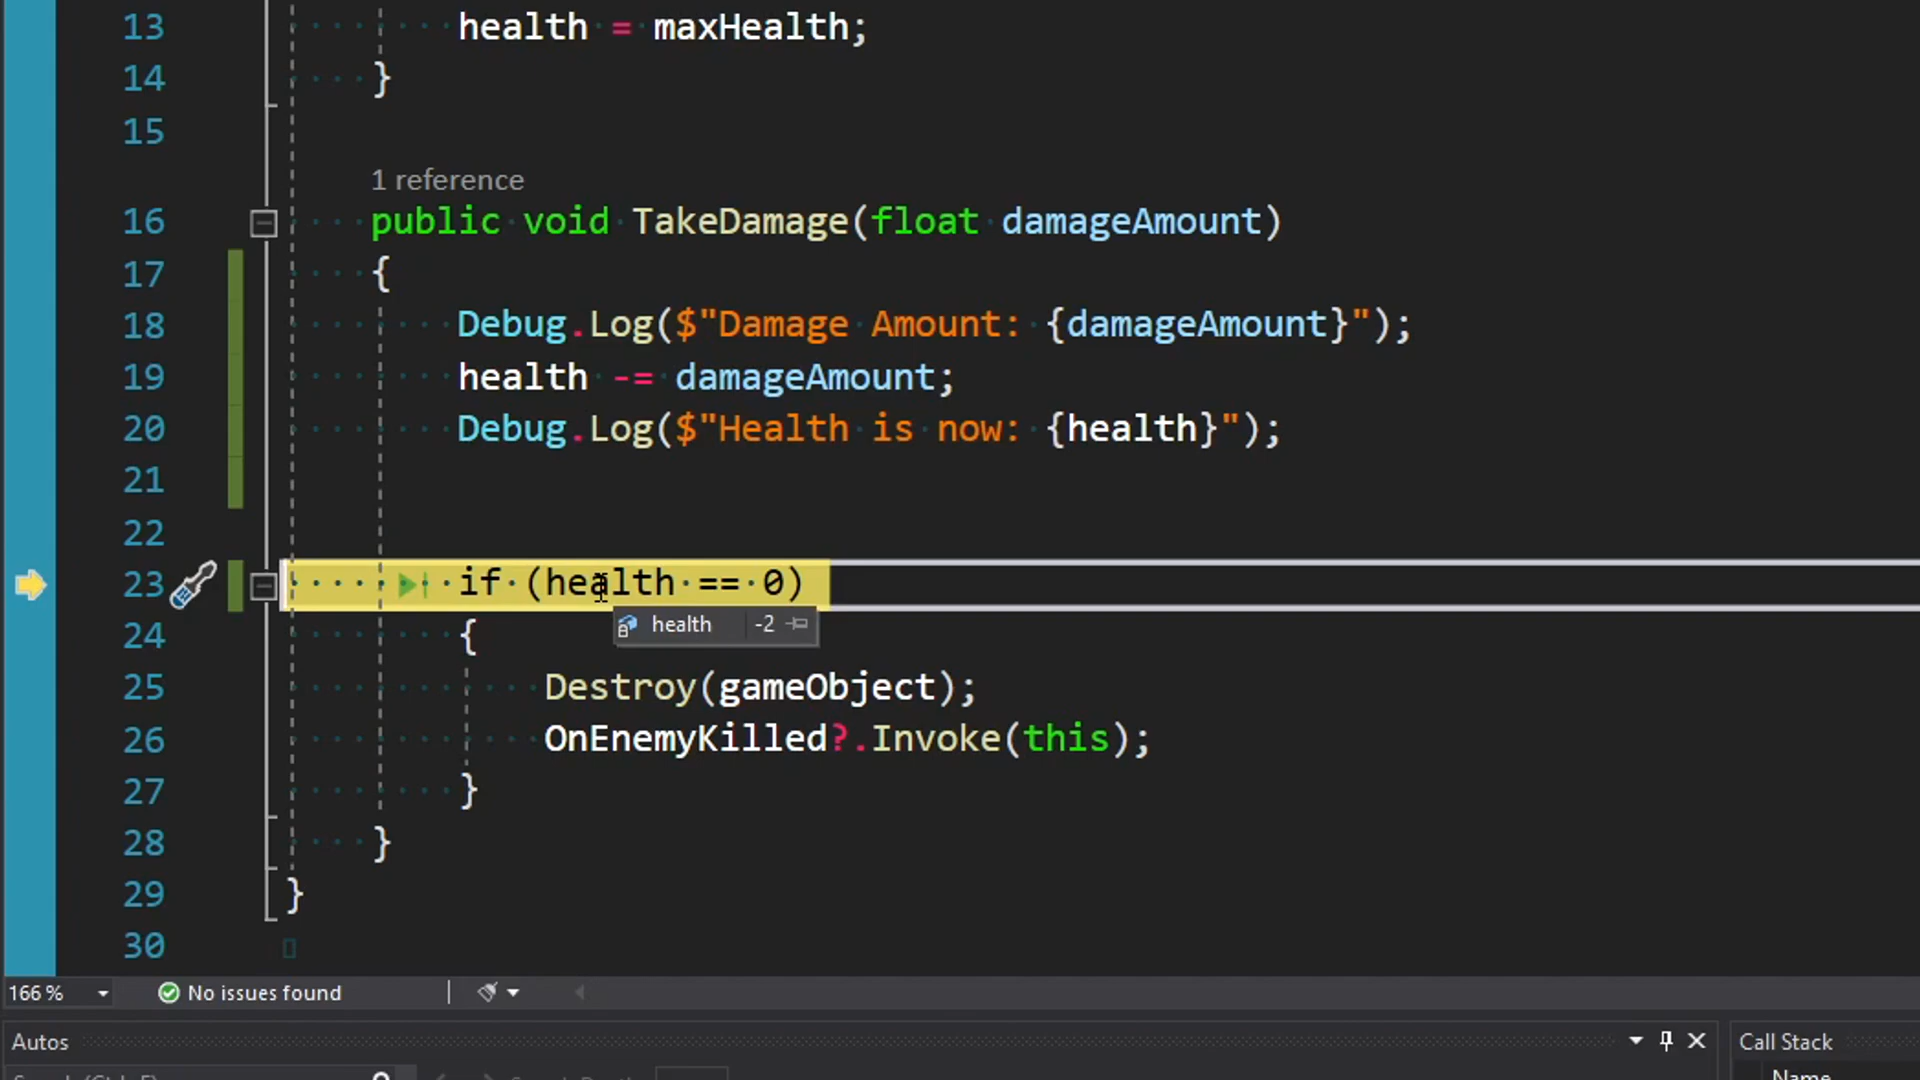 13 health = maxHealth;
14 }
15
1 reference
16 public void TakeDamage(float damageAmount)
17 {
18 Debug.Log($"Damage Amount: {damageAmount}");
19 health -= damageAmount;
20 Debug.Log($"Health is now: {health}");
21
22
23 if (health == 0)
health -2
24 {
25 Destroy(gameObject);
26 OnEnemyKilled?.Invoke(this);
27 }
28 }
29 }
30
166 % No issues found
Autos
Call Stack
Name